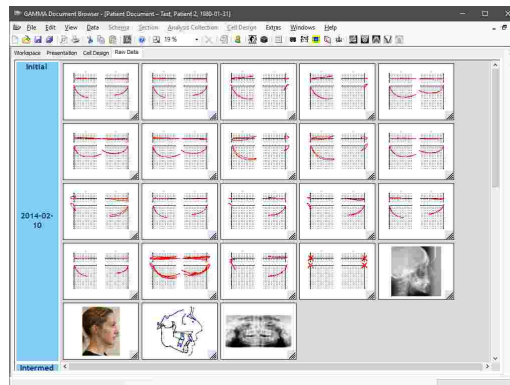 GAMMA Document Browser - [Patient Document – Test, Patient 2, 1980-01-31]
File Edit View Data Schema Section Analysis Collection Cell Design Extras Windows Help
19 %
Workspace Presentation Cell Design Raw Data
Initial
2014-02-
10
Intermed